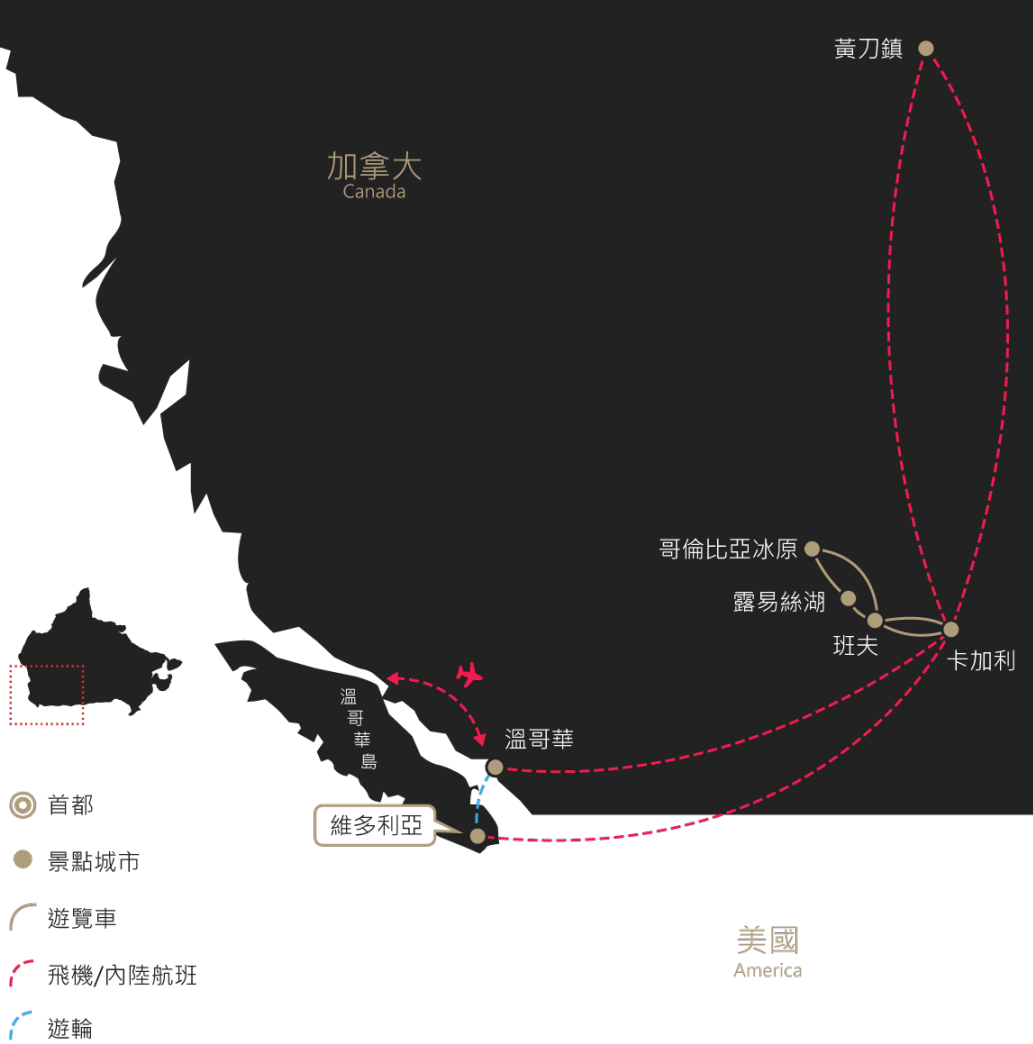 黃刀鎮
加拿大
Canada
哥倫比亞冰原
露易絲湖
班夫
卡加利
溫哥華島
溫哥華
維多利亞
首都
景點城市
遊覽車
飛機/內陸航班
遊輪
美國
America